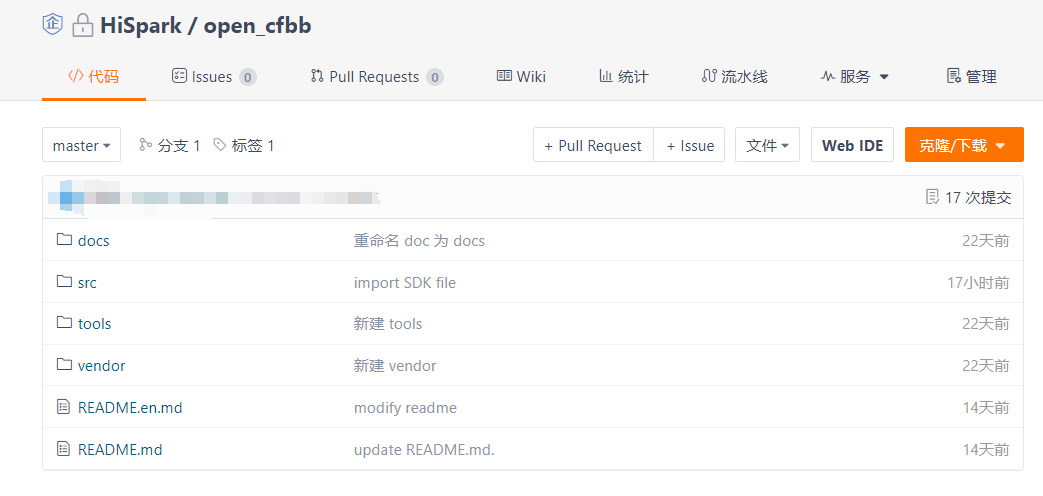 企 HiSpark / open_cfbb
</> 代码 Issues 0 Pull Requests 0 Wiki 统计 流水线 服务 管理
master 分支 1 标签 1 + Pull Request + Issue 文件 Web IDE 克隆/下载
17 次提交
docs 重命名 doc 为 docs 22天前
src import SDK file 17小时前
tools 新建 tools 22天前
vendor 新建 vendor 22天前
README.en.md modify readme 14天前
README.md update README.md. 14天前